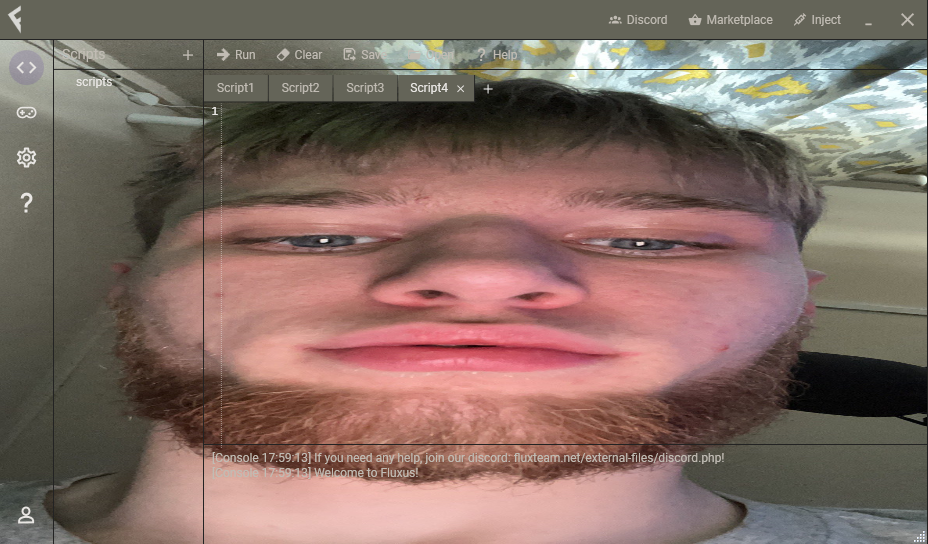 Discord Marketplace Inject
Scripts + Run Clear Save Help
scripts
Script1 Script2 Script3 Script4 × +
1
[Console 17:59:13] If you need any help, join our discord: fluxteam.net/external-files/discord.php!
[Console 17:59:13] Welcome to Fluxus!